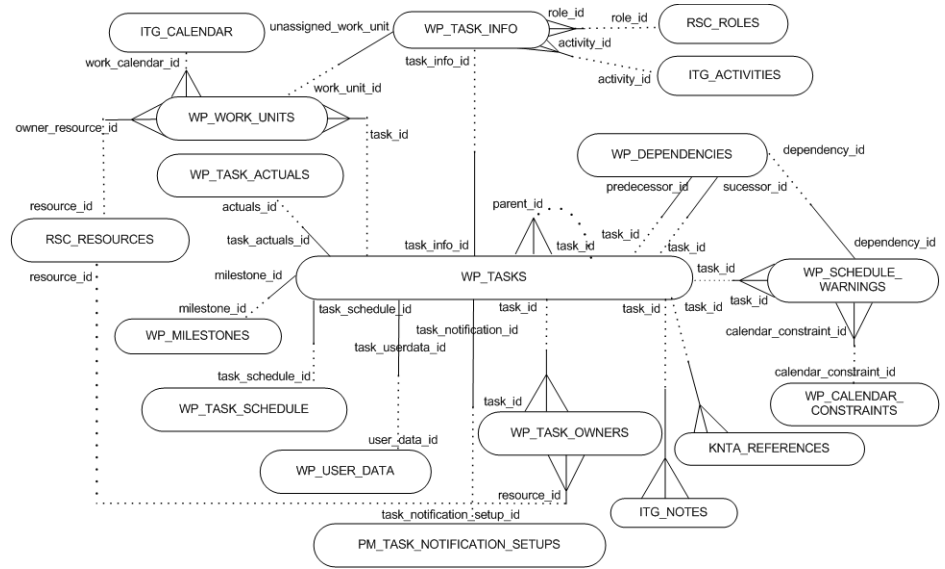 ITG_CALENDAR
unassigned_work_unit
WP_TASK_INFO
role_id
role_id
RSC_ROLES
activity_id
activity_id
ITG_ACTIVITIES
work_calendar_id
task_info_id
work_unit_id
WP_WORK_UNITS
owner_resource_id
task_id
WP_TASK_ACTUALS
WP_DEPENDENCIES
dependency_id
predecessor_id
sucessor_id
actuals_id
parent_id
resource_id
RSC_RESOURCES
task_actuals_id
task_info_id
task_id
task_id
task_id
dependency_id
resource_id
milestone_id
WP_TASKS
task_id
WP_SCHEDULE_
WARNINGS
task_id
milestone_id
task_schedule_id
task_id
task_id
task_id
WP_MILESTONES
task_notification_id
calendar_constraint_id
task_userdata_id
task_schedule_id
calendar_constraint_id
WP_TASK_SCHEDULE
task_id
WP_CALENDAR_
CONSTRAINTS
WP_TASK_OWNERS
user_data_id
KNTA_REFERENCES
WP_USER_DATA
resource_id
task_notification_setup_id
ITG_NOTES
PM_TASK_NOTIFICATION_SETUPS